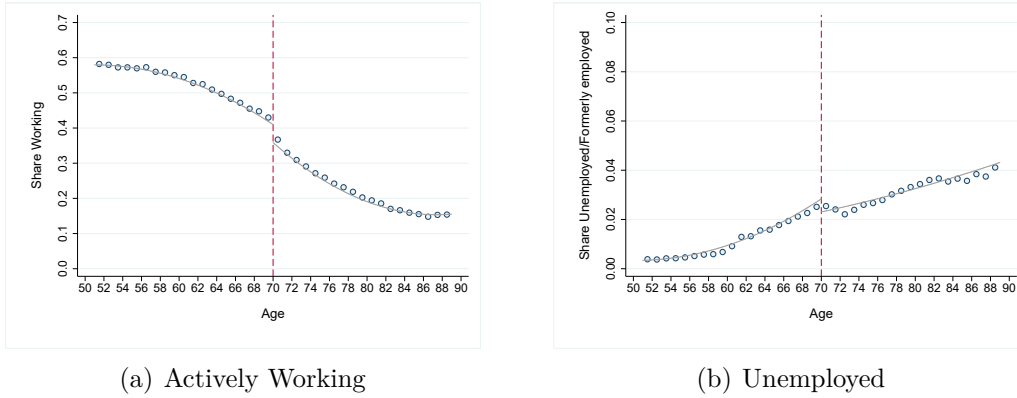 Share Working
0.7
0.6
0.5
0.4
0.3
0.2
0.1
0.0
50 52 54 56 58 60 62 64 66 68 70 72 74 76 78 80 82 84 86 88 90
Age
(a) Actively Working
Share Unemployed/Formerly employed
0.10
0.08
0.06
0.04
0.02
0.00
50 52 54 56 58 60 62 64 66 68 70 72 74 76 78 80 82 84 86 88 90
Age
(b) Unemployed